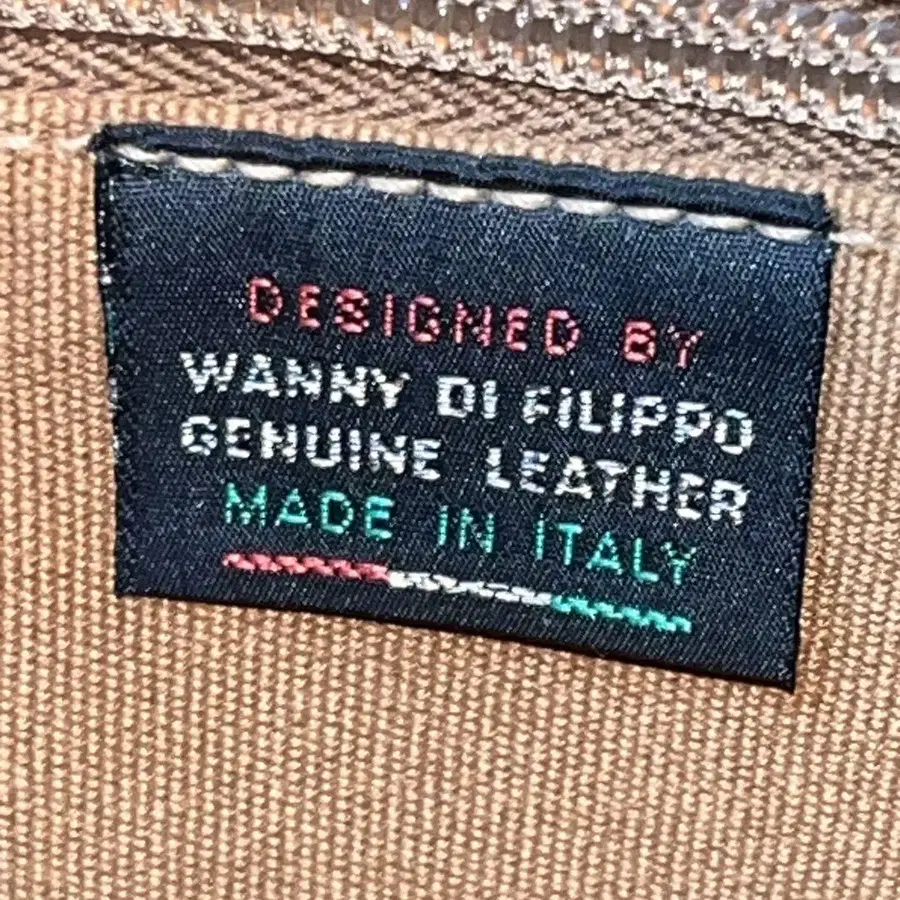 DESIGNED BY
WANNY DI FILIPPO
GENUINE LEATHER
MADE IN ITALY